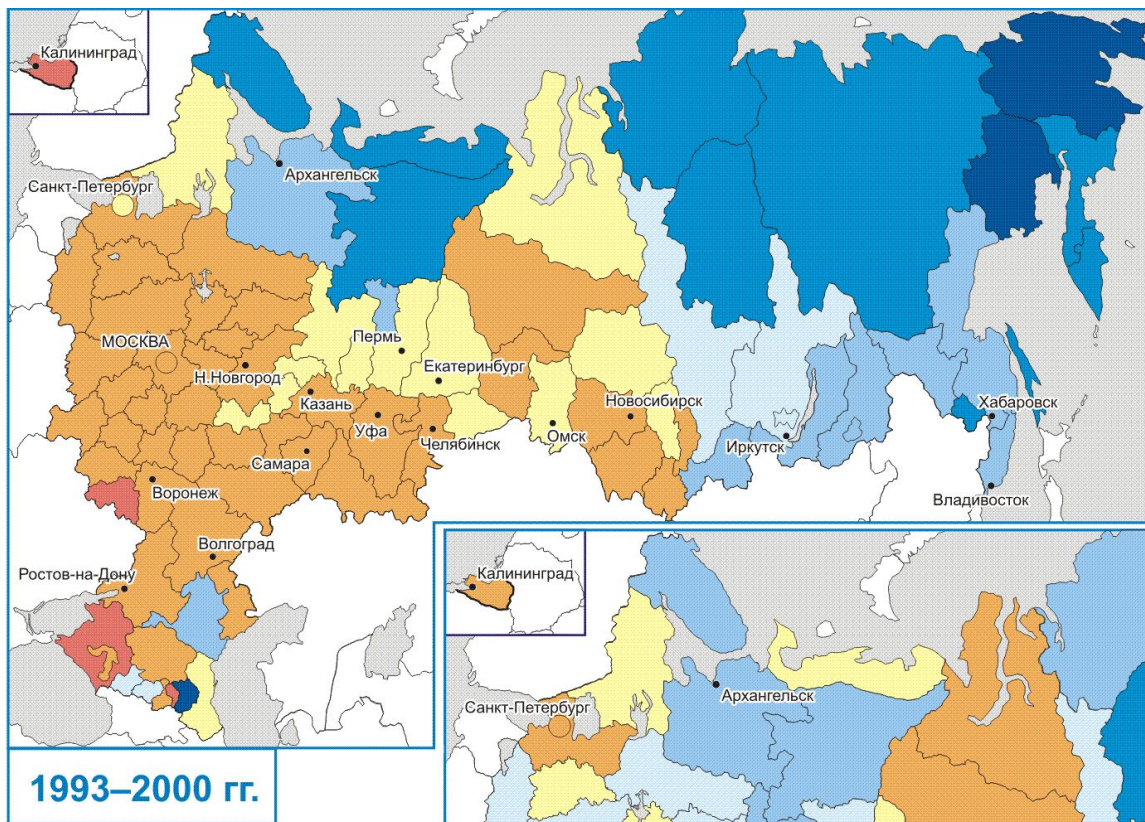 Калининград
Санкт-Петербург
Архангельск
МОСКВА
Н.Новгород
Пермь
Екатеринбург
Казань
Уфа
Челябинск
Самара
Омск
Новосибирск
Иркутск
Хабаровск
Владивосток
Воронеж
Волгоград
Ростов-на-Дону
Калининград
Архангельск
Санкт-Петербург
1993–2000 гг.